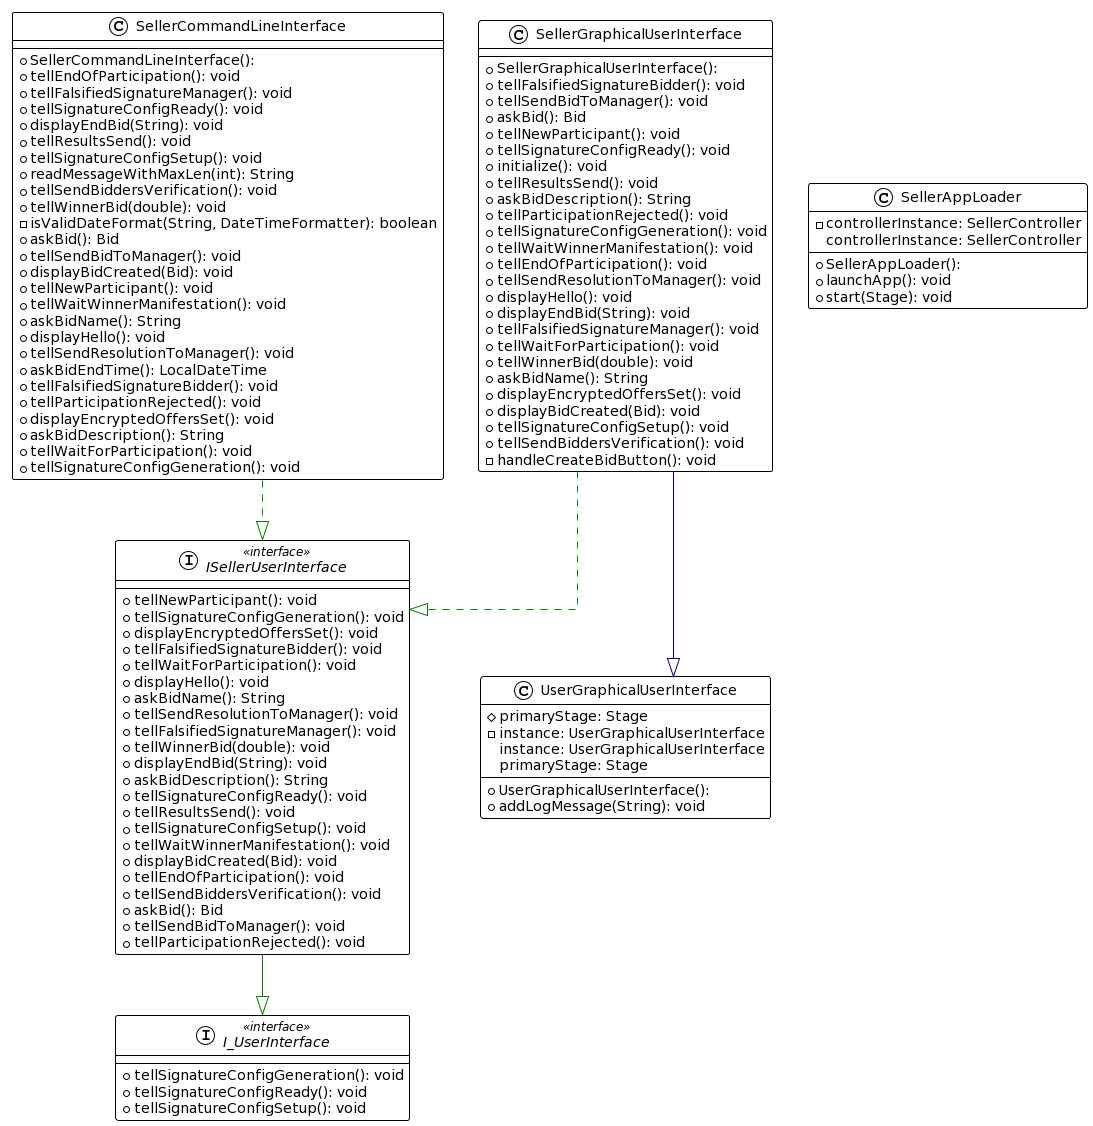 C SellerCommandLineInterface
SellerCommandLineInterface():
tellEndOfParticipation(): void
tellFalsifiedSignatureManager(): void
tellSignatureConfigReady(): void
displayEndBid(String): void
tellResultsSend(): void
tellSignatureConfigSetup(): void
readMessageWithMaxLen(int): String
tellSendBiddersVerification(): void
tellWinnerBid(double): void
isValidDateFormat(String, DateTimeFormatter): boolean
askBid(): Bid
tellSendBidToManager(): void
displayBidCreated(Bid): void
tellNewParticipant(): void
tellWaitWinnerManifestation(): void
askBidName(): String
displayHello(): void
tellSendResolutionToManager(): void
askBidEndTime(): LocalDateTime
tellFalsifiedSignatureBidder(): void
tellParticipationRejected(): void
displayEncryptedOffersSet(): void
askBidDescription(): String
tellWaitForParticipation(): void
tellSignatureConfigGeneration(): void
C SellerGraphicalUserInterface
SellerGraphicalUserInterface():
tellFalsifiedSignatureBidder(): void
tellSendBidToManager(): void
askBid(): Bid
tellNewParticipant(): void
tellSignatureConfigReady(): void
initialize(): void
tellResultsSend(): void
askBidDescription(): String
tellParticipationRejected(): void
tellSignatureConfigGeneration(): void
tellWaitWinnerManifestation(): void
tellEndOfParticipation(): void
tellSendResolutionToManager(): void
displayHello(): void
displayEndBid(String): void
tellFalsifiedSignatureManager(): void
tellWaitForParticipation(): void
tellWinnerBid(double): void
askBidName(): String
displayEncryptedOffersSet(): void
displayBidCreated(Bid): void
tellSignatureConfigSetup(): void
tellSendBiddersVerification(): void
handleCreateBidButton(): void
C SellerAppLoader
controllerInstance: SellerController
controllerInstance: SellerController
SellerAppLoader():
launchApp(): void
start(Stage): void
«interface»
I ISellerUserInterface
tellNewParticipant(): void
tellSignatureConfigGeneration(): void
displayEncryptedOffersSet(): void
tellFalsifiedSignatureBidder(): void
tellWaitForParticipation(): void
displayHello(): void
askBidName(): String
tellSendResolutionToManager(): void
tellFalsifiedSignatureManager(): void
tellWinnerBid(double): void
displayEndBid(String): void
askBidDescription(): String
tellSignatureConfigReady(): void
tellResultsSend(): void
tellSignatureConfigSetup(): void
tellWaitWinnerManifestation(): void
displayBidCreated(Bid): void
tellEndOfParticipation(): void
tellSendBiddersVerification(): void
askBid(): Bid
tellSendBidToManager(): void
tellParticipationRejected(): void
C UserGraphicalUserInterface
primaryStage: Stage
instance: UserGraphicalUserInterface
instance: UserGraphicalUserInterface
primaryStage: Stage
UserGraphicalUserInterface():
addLogMessage(String): void
«interface»
I I_UserInterface
tellSignatureConfigGeneration(): void
tellSignatureConfigReady(): void
tellSignatureConfigSetup(): void